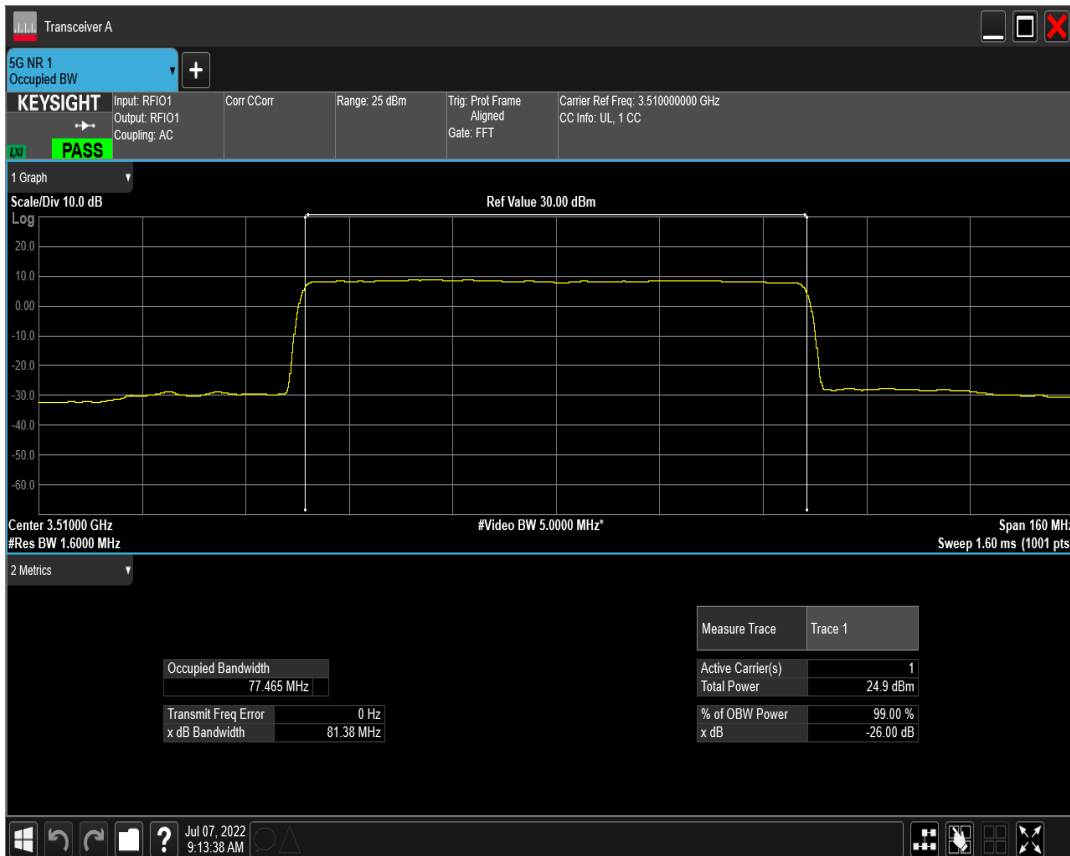 Transceiver A
5G NR 1
Occupied BW
+
KEYSIGHT
LXI
PASS
Input: RFIO1
Output: RFIO1
Coupling: AC
Corr CCorr
Range: 25 dBm
Trig: Prot Frame
Aligned
Gate: FFT
Carrier Ref Freq: 3.510000000 GHz
CC Info: UL, 1 CC
1 Graph
Scale/Div 10.0 dB
Ref Value 30.00 dBm
Log
20.0
10.0
0.00
-10.0
-20.0
-30.0
-40.0
-50.0
-60.0
Center 3.51000 GHz
#Video BW 5.0000 MHz*
Span 160 MHz
#Res BW 1.6000 MHz
Sweep 1.60 ms (1001 pts
2 Metrics
Measure Trace Trace 1
Occupied Bandwidth
77.465 MHz
Active Carrier(s) 1
Total Power 24.9 dBm
Transmit Freq Error 0 Hz
x dB Bandwidth 81.38 MHz
% of OBW Power 99.00 %
x dB -26.00 dB
?
Jul 07, 2022
9:13:38 AM